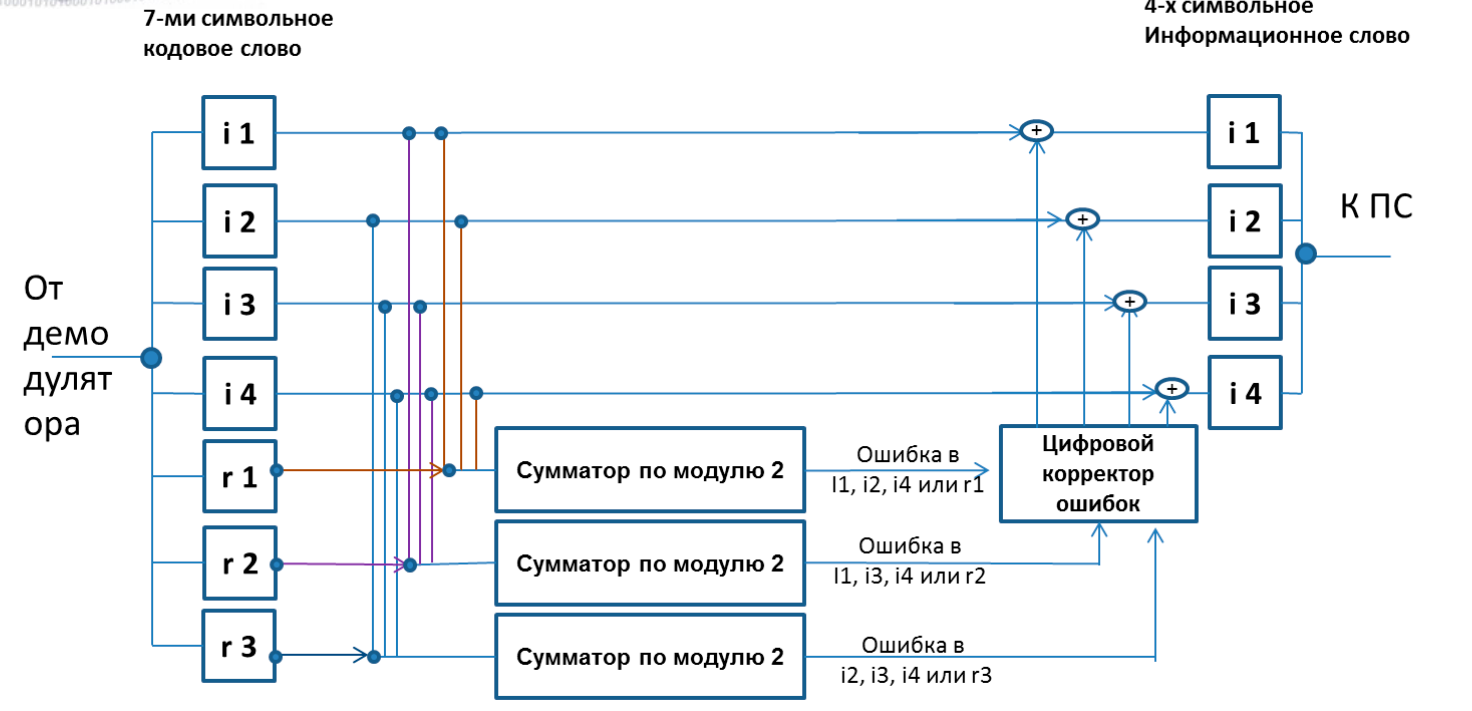 7-ми символьное
кодовое слово
4-х символьное
Информационное слово
От
демо
дулят
ора
i 1
i 2
i 3
i 4
r 1
r 2
r 3
Сумматор по модулю 2
Сумматор по модулю 2
Сумматор по модулю 2
Ошибка в
I1, i2, i4 или r1
Ошибка в
I1, i3, i4 или r2
Ошибка в
i2, i3, i4 или r3
Цифровой
корректор
ошибок
+
+
+
+
i 1
i 2
i 3
i 4
К ПС